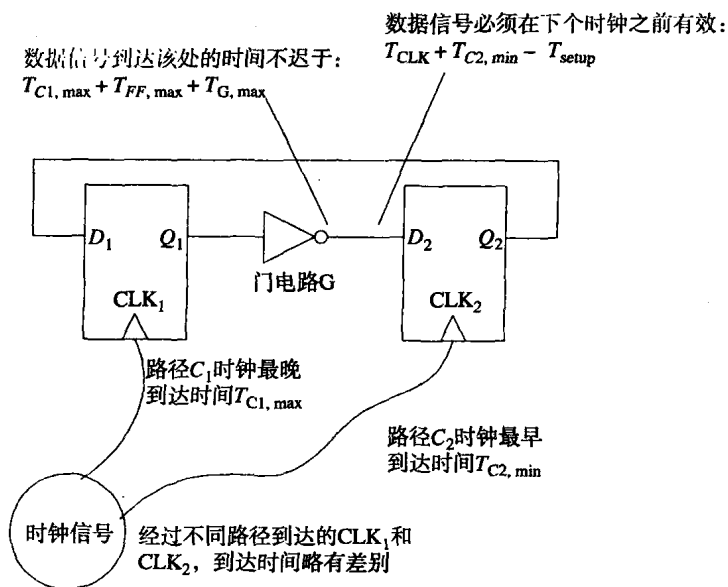 数据信号到达该处的时间不迟于：
T_C1, max + T_FF, max + T_G, max
数据信号必须在下个时钟之前有效：
T_CLK + T_C2, min − T_setup
D₁
Q₁
D₂
Q₂
门电路G
CLK₁
CLK₂
路径C₁时钟最晚
到达时间T_C1, max
路径C₂时钟最早
到达时间T_C2, min
时钟信号
经过不同路径到达的CLK₁和
CLK₂，到达时间略有差别